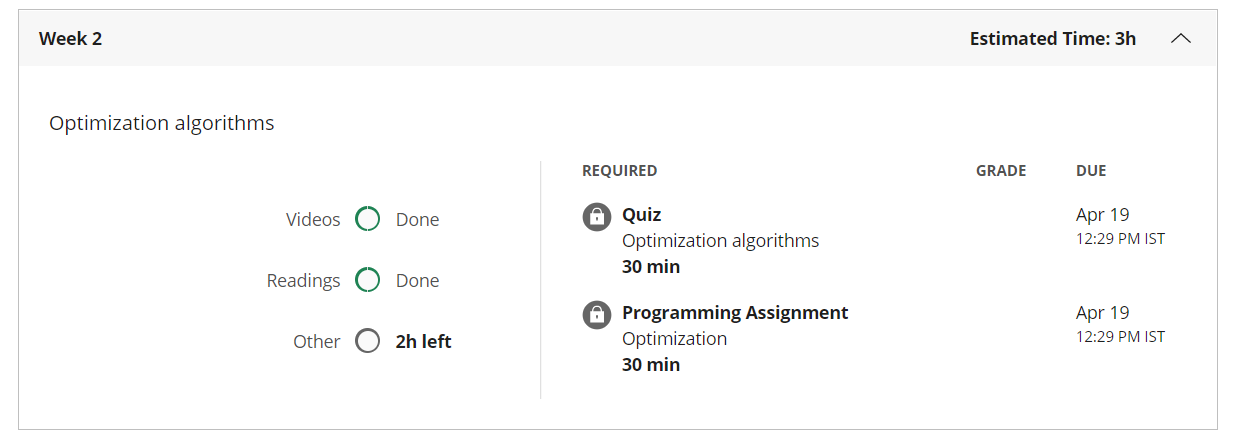 Week 2
Estimated Time: 3h
Optimization algorithms
Videos Done
Readings Done
Other 2h left
REQUIRED GRADE DUE
Quiz Apr 19
Optimization algorithms 12:29 PM IST
30 min
Programming Assignment Apr 19
Optimization 12:29 PM IST
30 min